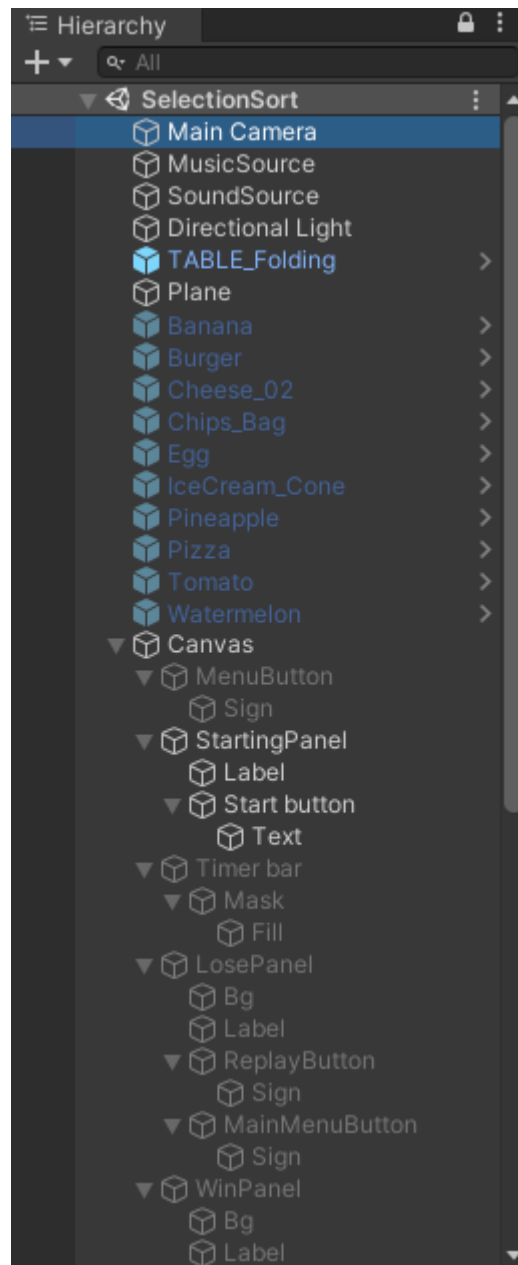 Hierarchy
All
SelectionSort
Main Camera
MusicSource
SoundSource
Directional Light
TABLE_Folding
Plane
Banana
Burger
Cheese_02
Chips_Bag
Egg
IceCream_Cone
Pineapple
Pizza
Tomato
Watermelon
Canvas
MenuButton
Sign
StartingPanel
Label
Start button
Text
Timer bar
Mask
Fill
LosePanel
Bg
Label
ReplayButton
Sign
MainMenuButton
Sign
WinPanel
Bg
Label